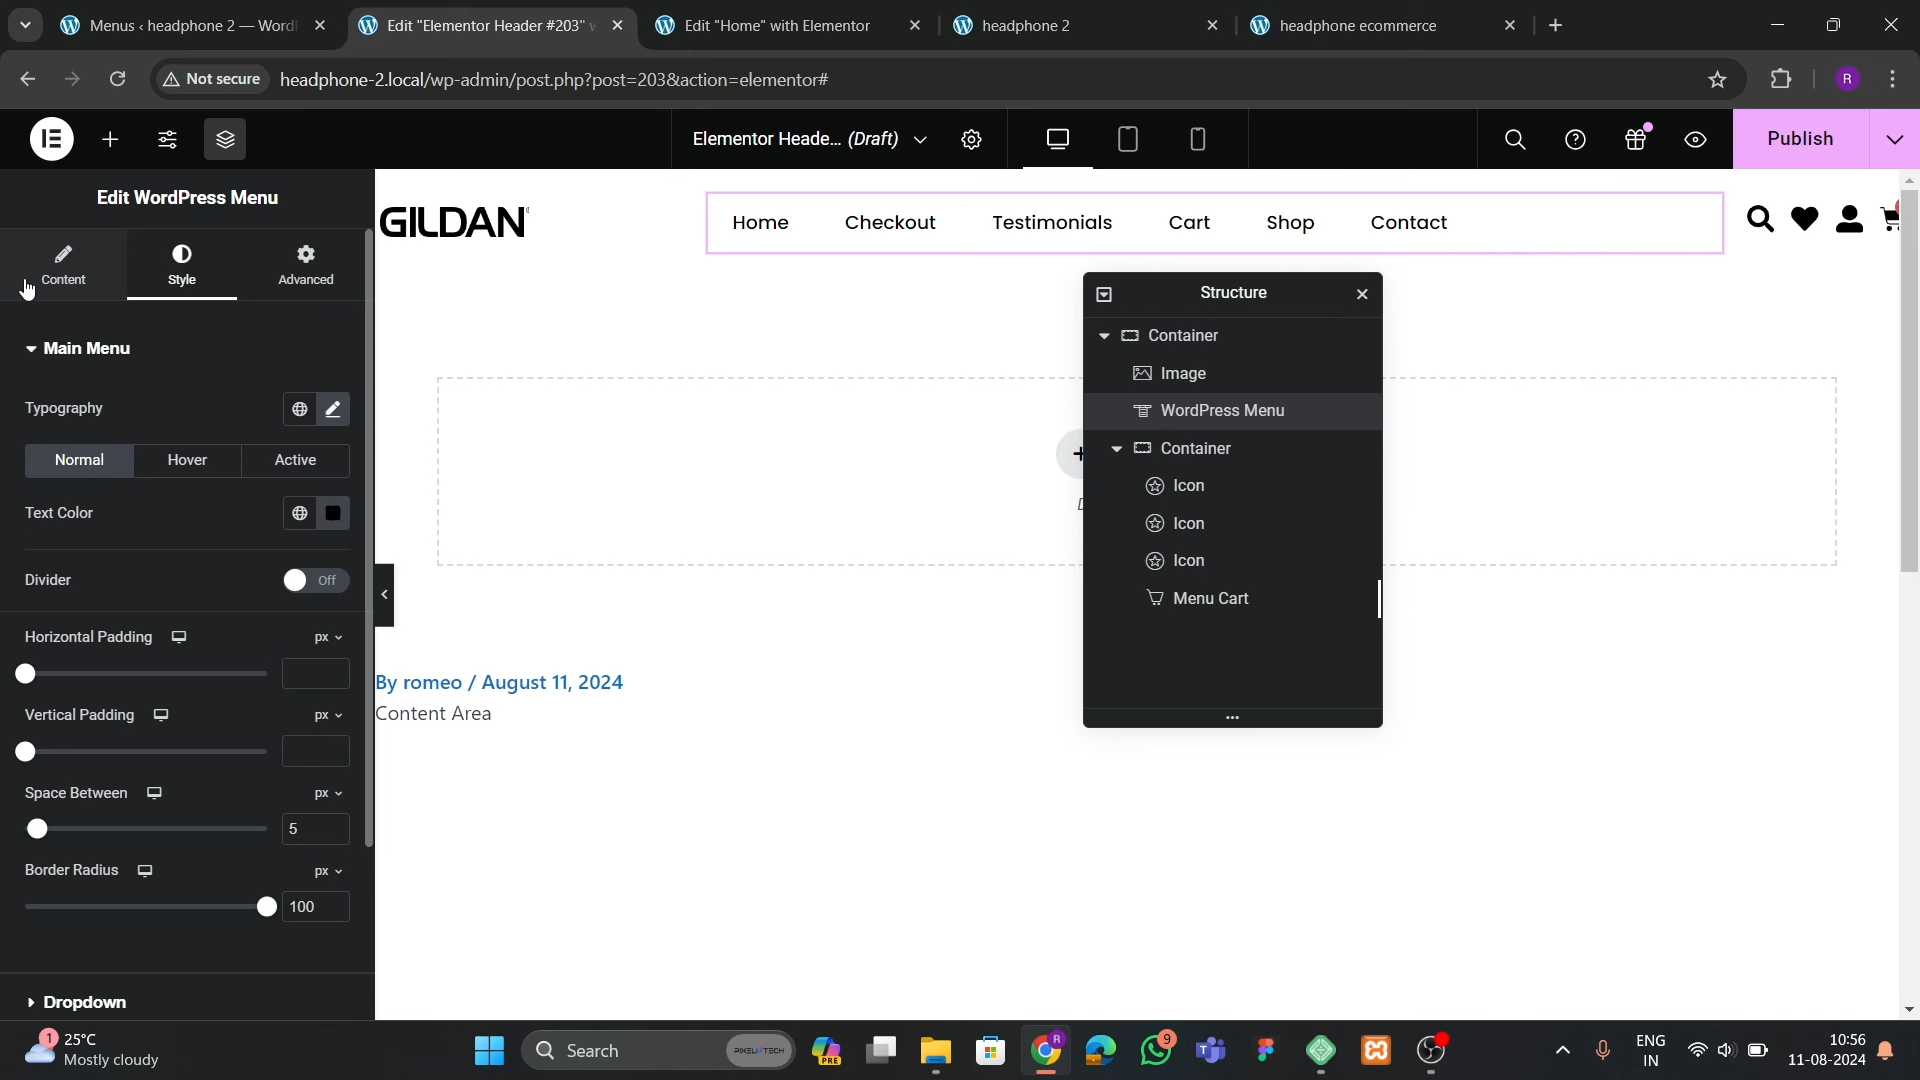 Menus ‹ headphone 2 — Word
Edit "Elementor Header #203" w
Edit "Home" with Elementor
headphone 2
headphone ecommerce
Not secure
headphone-2.local/wp-admin/post.php?post=203&action=elementor#
R
Elementor Heade... (Draft)
Publish
Edit WordPress Menu
Content
Style
Advanced
Main Menu
Typography
Normal
Hover
Active
Text Color
Divider
Off
Horizontal Padding
px
Vertical Padding
px
Space Between
px
5
Border Radius
px
100
Dropdown
GILDAN
Home
Checkout
Testimonials
Cart
Shop
Contact
Structure
Container
Image
WordPress Menu
Container
Icon
Icon
Icon
Menu Cart
By romeo / August 11, 2024
Content Area
1
25°C
Mostly cloudy
Search
PRE
R
9
ENG
IN
10:56
11-08-2024